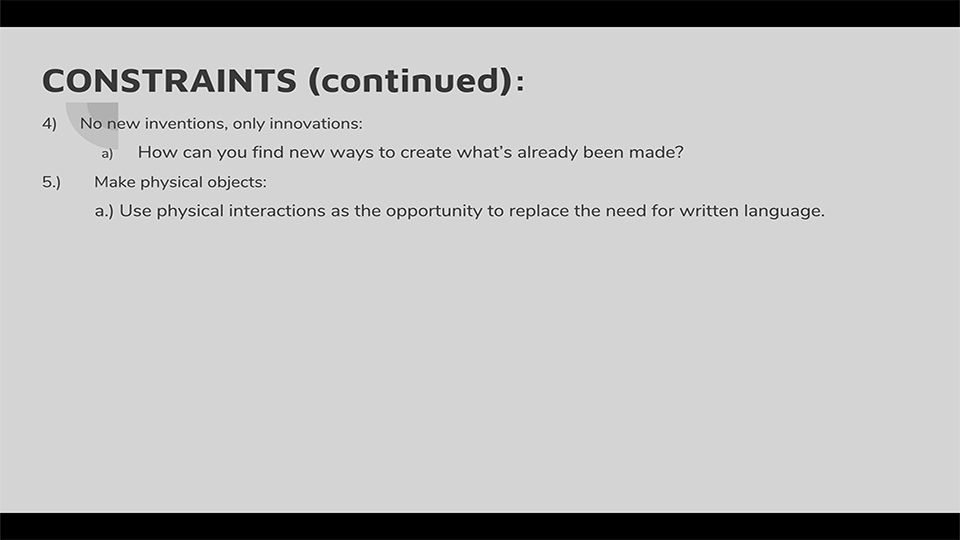 CONSTRAINTS (continued):
4) No new inventions, only innovations:
a) How can you find new ways to create what's already been made?
5.) Make physical objects:
a.) Use physical interactions as the opportunity to replace the need for written language.